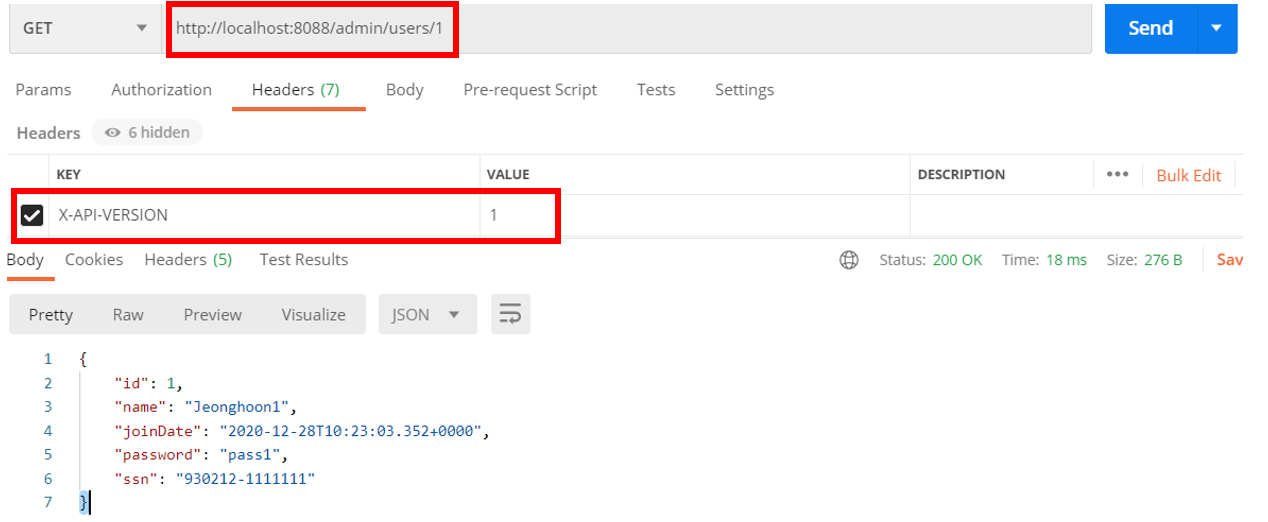 GET http://localhost:8088/admin/users/1 Send
Params Authorization Headers (7) Body Pre-request Script Tests Settings
Headers 6 hidden
KEY VALUE DESCRIPTION ••• Bulk Edit
X-API-VERSION 1
Body Cookies Headers (5) Test Results Status: 200 OK Time: 18 ms Size: 276 B Sav
Pretty Raw Preview Visualize JSON
1 {
2 "id": 1,
3 "name": "Jeonghoon1",
4 "joinDate": "2020-12-28T10:23:03.352+0000",
5 "password": "pass1",
6 "ssn": "930212-1111111"
7 }